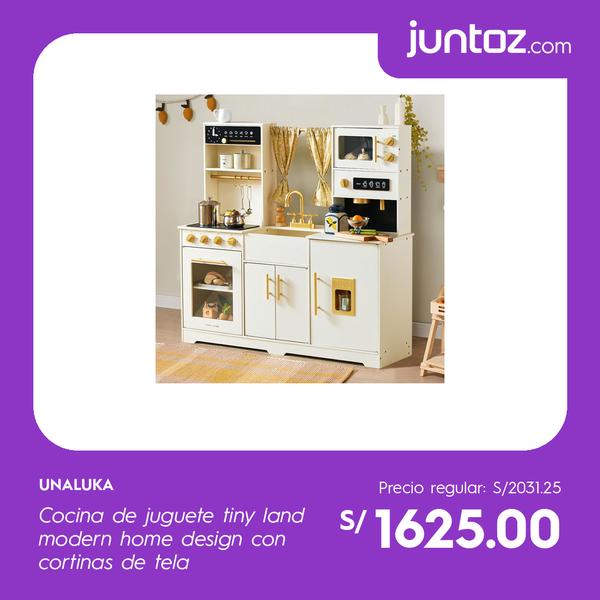 juntoz.com
UNALUKA
Cocina de juguete tiny land
modern home design con
cortinas de tela
Precio regular: S/2031.25
S/ 1625.00